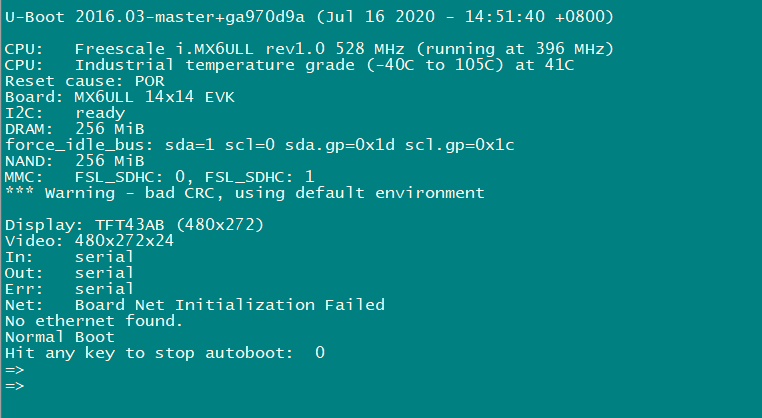 U-Boot 2016.03-master+ga970d9a (Jul 16 2020 - 14:51:40 +0800)
CPU:   Freescale i.MX6ULL rev1.0 528 MHz (running at 396 MHz)
CPU:   Industrial temperature grade (-40C to 105C) at 41C
Reset cause: POR
Board: MX6ULL 14x14 EVK
I2C:   ready
DRAM:  256 MiB
force_idle_bus: sda=1 scl=0 sda.gp=0x1d scl.gp=0x1c
NAND:  256 MiB
MMC:   FSL_SDHC: 0, FSL_SDHC: 1
*** Warning - bad CRC, using default environment
Display: TFT43AB (480x272)
Video: 480x272x24
In:    serial
Out:   serial
Err:   serial
Net:   Board Net Initialization Failed
No ethernet found.
Normal Boot
Hit any key to stop autoboot:  0
=>
=>